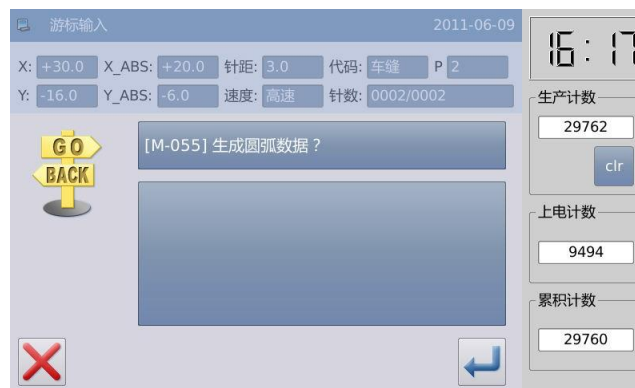 游标输入 2011-06-09
X: +30.0 X_ABS: +20.0 针距: 3.0 代码: 车缝 P 2
Y: -16.0 Y_ABS: -6.0 速度: 高速 针数: 0002/0002
GO
BACK
[M-055] 生成圆弧数据？
16:17
生产计数
29762
clr
上电计数
9494
累积计数
29760